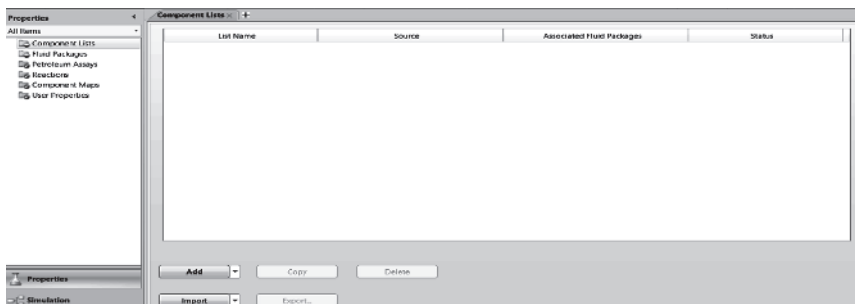 Properties
All Items
Component Lists
Fluid Packages
Petroleum Assays
Reactions
Component Maps
User Properties
Properties
Simulation
Component Lists
List Name Source Associated Fluid Packages Status
Add Copy Delete
Import Export...